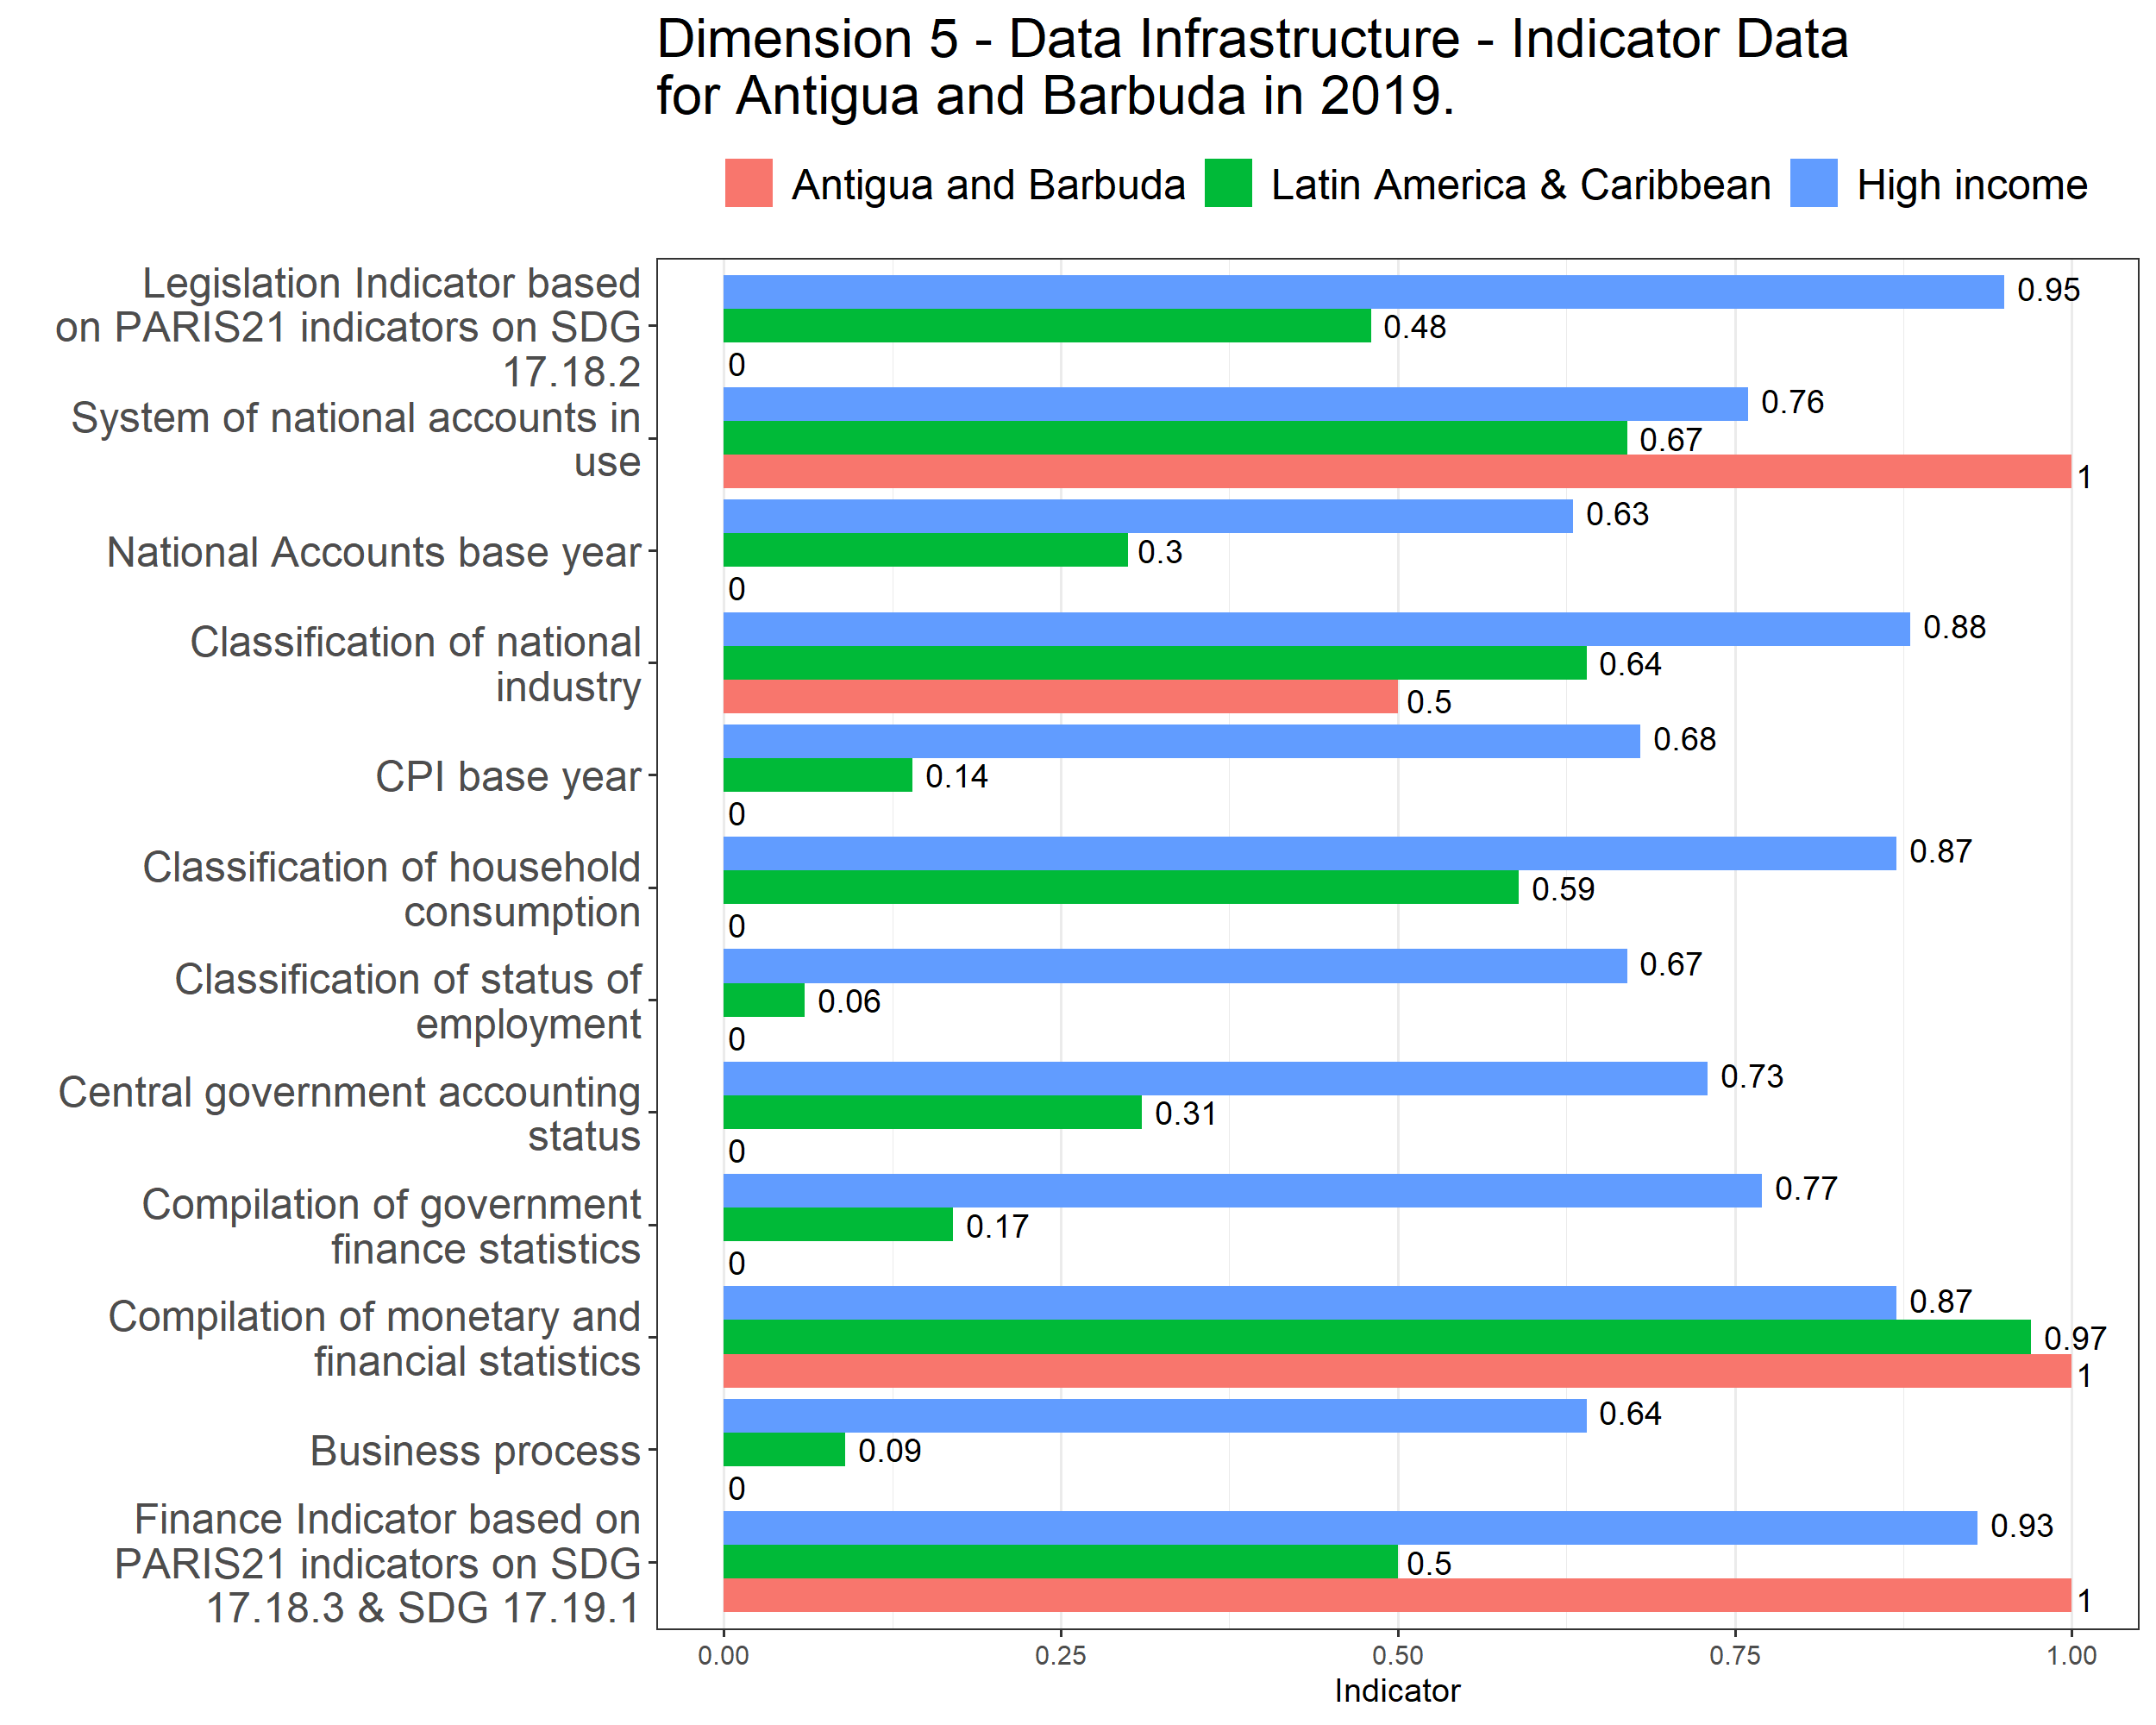 Dimension 5 - Data Infrastructure - Indicator Data
for Antigua and Barbuda in 2019.
Antigua and Barbuda
Latin America & Caribbean
High income
Legislation Indicator based
on PARIS21 indicators on SDG
17.18.2
0.95
0.48
0
System of national accounts in
use
0.76
0.67
1
National Accounts base year
0.63
0.3
0
Classification of national
industry
0.88
0.64
0.5
CPI base year
0.68
0.14
0
Classification of household
consumption
0.87
0.59
0
Classification of status of
employment
0.67
0.06
0
Central government accounting
status
0.73
0.31
0
Compilation of government
finance statistics
0.77
0.17
0
Compilation of monetary and
financial statistics
0.87
0.97
1
Business process
0.64
0.09
0
Finance Indicator based on
PARIS21 indicators on SDG
17.18.3 & SDG 17.19.1
0.93
0.5
1
0.00
0.25
0.50
0.75
1.00
Indicator